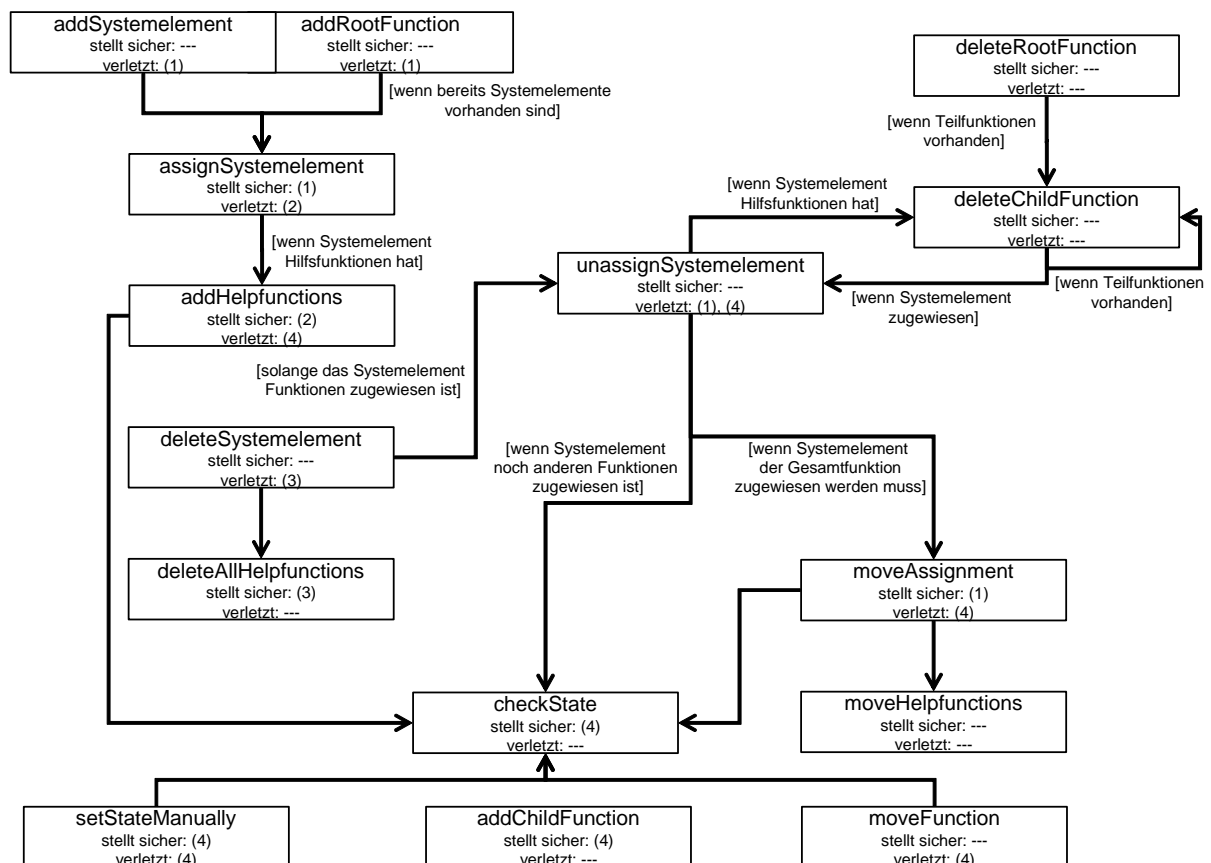 addSystemelement
stellt sicher: ---
verletzt: (1)
addRootFunction
stellt sicher: ---
verletzt: (1)
deleteRootFunction
stellt sicher: ---
verletzt: ---
[wenn bereits Systemelemente
vorhanden sind]
[wenn Teilfunktionen
vorhanden]
assignSystemelement
stellt sicher: (1)
verletzt: (2)
[wenn Systemelement
Hilfsfunktionen hat]
deleteChildFunction
stellt sicher: ---
verletzt: ---
[wenn Systemelement
Hilfsfunktionen hat]
unassignSystemelement
stellt sicher: ---
verletzt: (1), (4)
[wenn Systemelement
zugewiesen]
[wenn Teilfunktionen
vorhanden]
addHelpfunctions
stellt sicher: (2)
verletzt: (4)
[solange das Systemelement
Funktionen zugewiesen ist]
deleteSystemelement
stellt sicher: ---
verletzt: (3)
[wenn Systemelement
noch anderen Funktionen
zugewiesen ist]
[wenn Systemelement
der Gesamtfunktion
zugewiesen werden muss]
deleteAllHelpfunctions
stellt sicher: (3)
verletzt: ---
moveAssignment
stellt sicher: (1)
verletzt: (4)
checkState
stellt sicher: (4)
verletzt: ---
moveHelpfunctions
stellt sicher: ---
verletzt: ---
setStateManually
stellt sicher: (4)
verletzt: (4)
addChildFunction
stellt sicher: (4)
verletzt: ---
moveFunction
stellt sicher: ---
verletzt: (4)